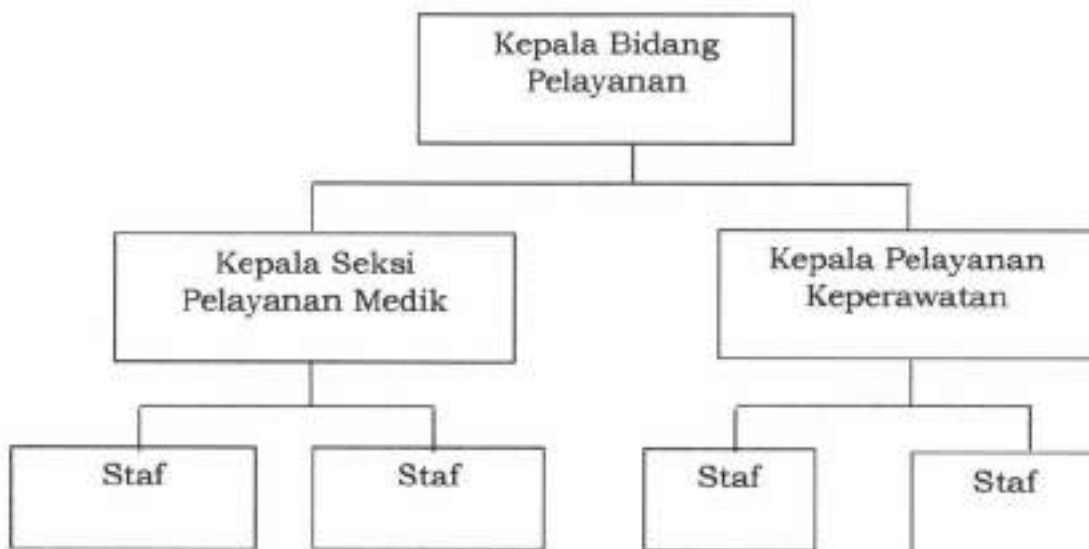 Kepala Bidang
Pelayanan
Kepala Seksi
Pelayanan Medik
Kepala Pelayanan
Keperawatan
Staf
Staf
Staf
Staf